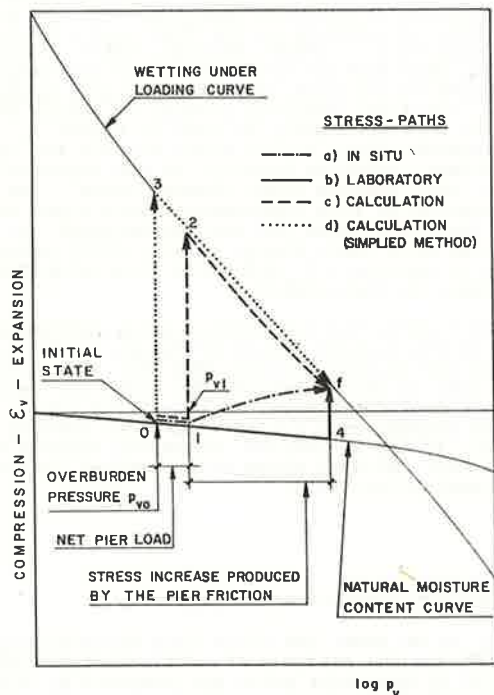 WETTING UNDER
LOADING CURVE
STRESS-PATHS
a) IN SITU
b) LABORATORY
c) CALCULATION
d) CALCULATION
(SIMPLIED METHOD)
3
2
INITIAL
STATE
p_v1
f
0
1
4
OVERBURDEN
PRESSURE p_vo
NET PIER LOAD
STRESS INCREASE PRODUCED
BY THE PIER FRICTION
NATURAL MOISTURE
CONTENT CURVE
COMPRESSION - Ɛ_v - EXPANSION
log p_v